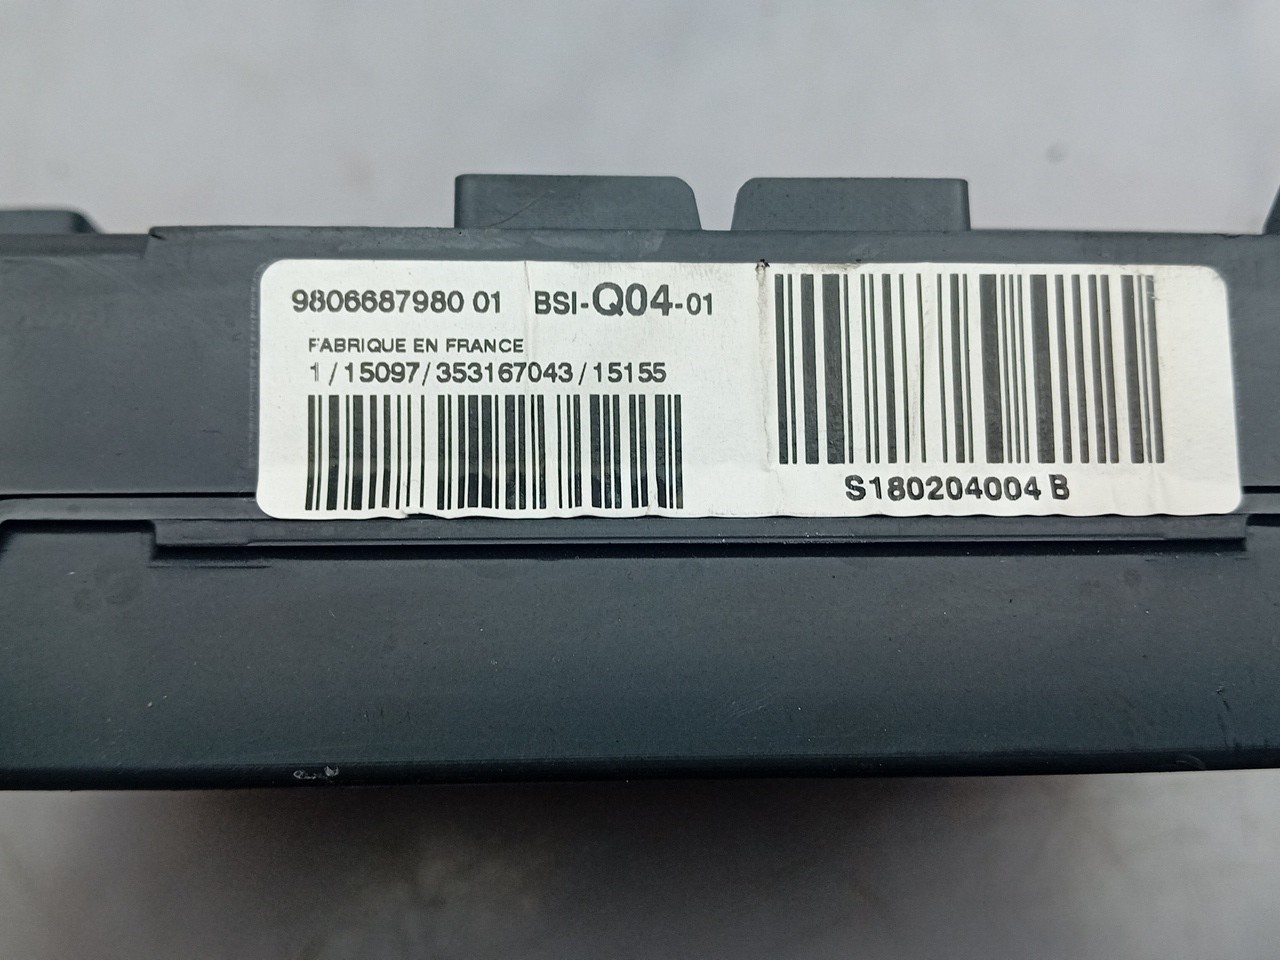 9806687980 01 BSI-Q04-01
FABRIQUE EN FRANCE
1/15097/353167043/15155
S180204004 B